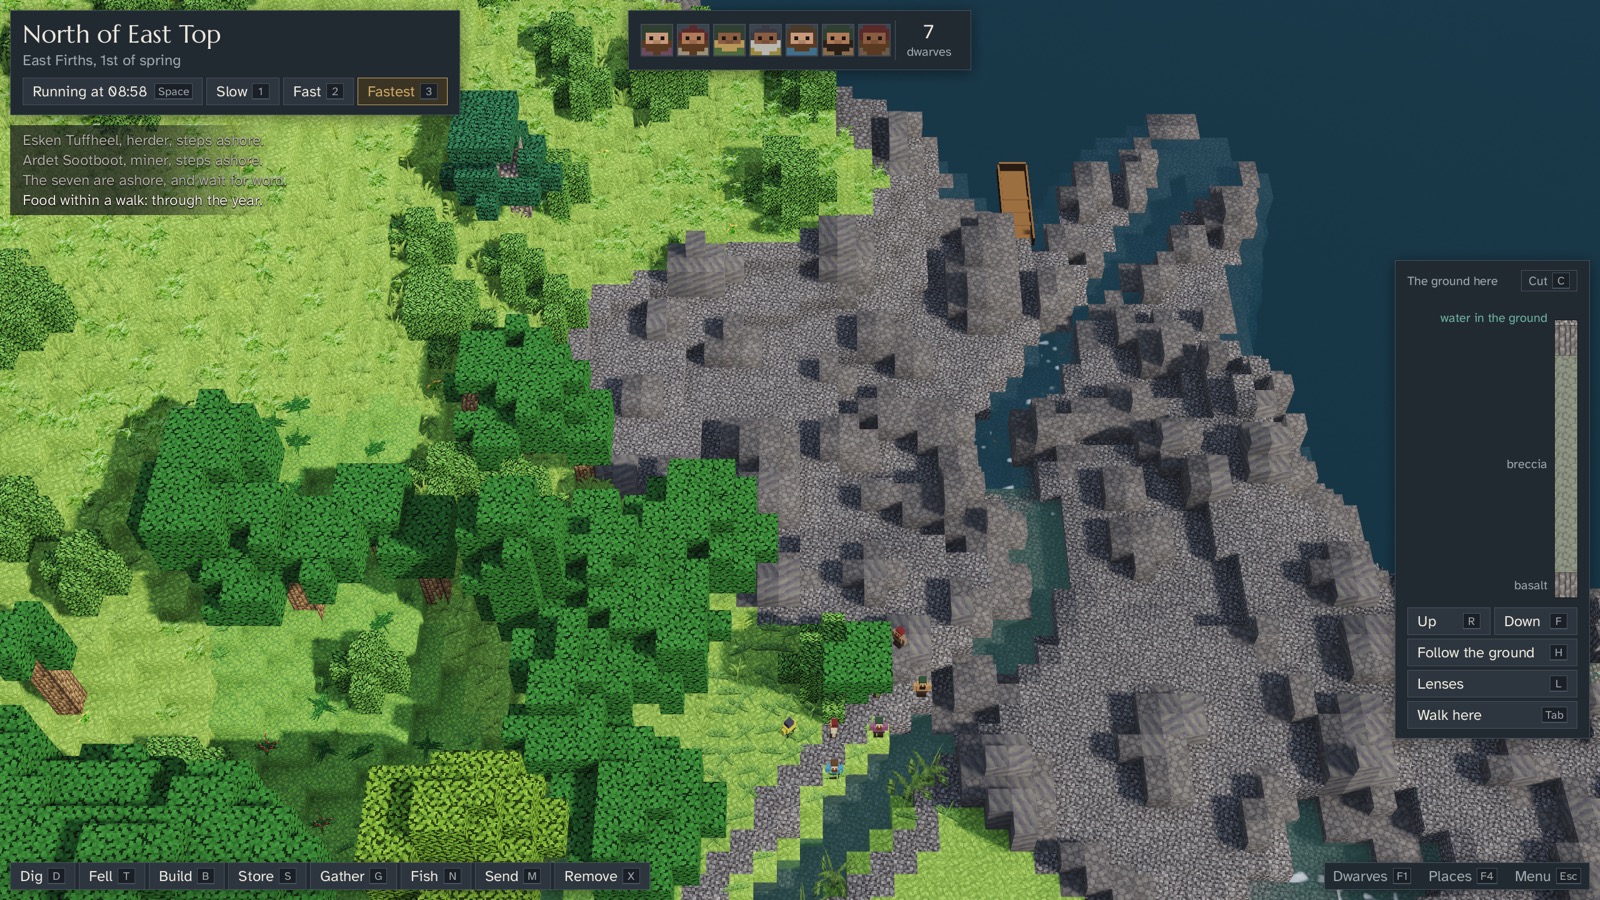 North of East Top
East Firths, 1st of spring
Running at 08:58 Space
Slow 1
Fast 2
Fastest 3
Esken Tuffheel, herder, steps ashore.
Ardet Sootboot, miner, steps ashore.
The seven are ashore, and wait for word.
Food within a walk: through the year.
7
dwarves
The ground here
Cut C
water in the ground
breccia
basalt
Up R
Down F
Follow the ground H
Lenses L
Walk here Tab
Dig D
Fell T
Build B
Store S
Gather G
Fish N
Send M
Remove X
Dwarves F1
Places F4
Menu Esc